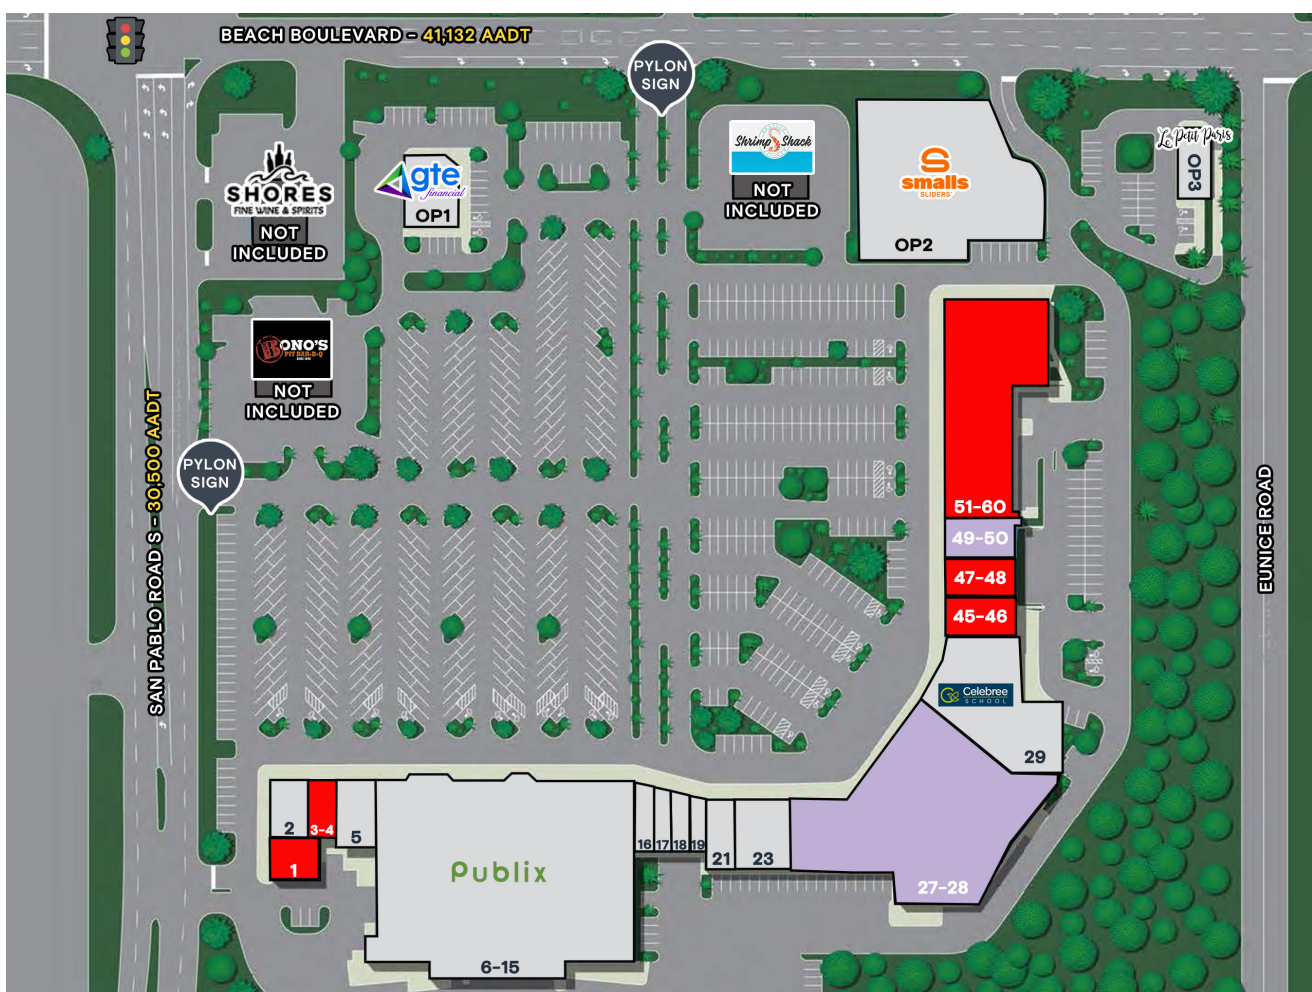 BEACH BOULEVARD - 41,132 AADT
PYLON
SIGN
SHORES
FINE WINE & SPIRITS
NOT
INCLUDED
gte
financial
OP1
Shrimp S Shack
NOT
INCLUDED
smalls
SLIDERS
OP2
Le Petit Paris
OP3
BONO'S
PIT BAR-B-Q
NOT
INCLUDED
SAN PABLO ROAD S - 30,500 AADT
PYLON
SIGN
EUNICE ROAD
51-60
49-50
47-48
45-46
Celebree
SCHOOL
29
2
3-4
5
1
Publix
6-15
16
17
18
19
21
23
27-28